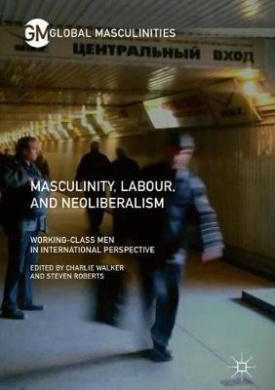 GM GLOBAL MASCULINITIES
ЦЕНТРАЛЬНЫЙ ВХОД
MASCULINITY, LABOUR,
AND NEOLIBERALISM
WORKING-CLASS MEN
IN INTERNATIONAL PERSPECTIVE
EDITED BY CHARLIE WALKER
AND STEVEN ROBERTS